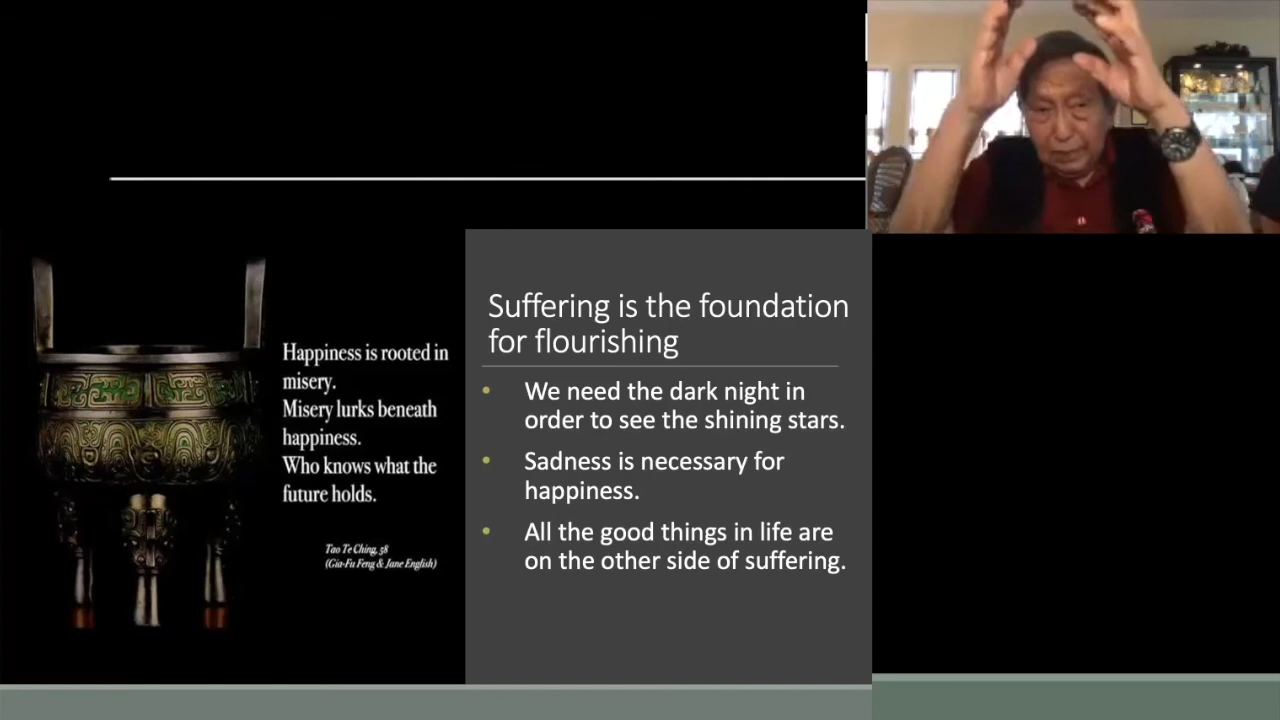 Happiness is rooted in
misery.
Misery lurks beneath
happiness.
Who knows what the
future holds.
Tao Te Ching, 58
(Gia-Fu Feng & Jane English)
Suffering is the foundation
for flourishing
• We need the dark night in
order to see the shining stars.
• Sadness is necessary for
happiness.
• All the good things in life are
on the other side of suffering.